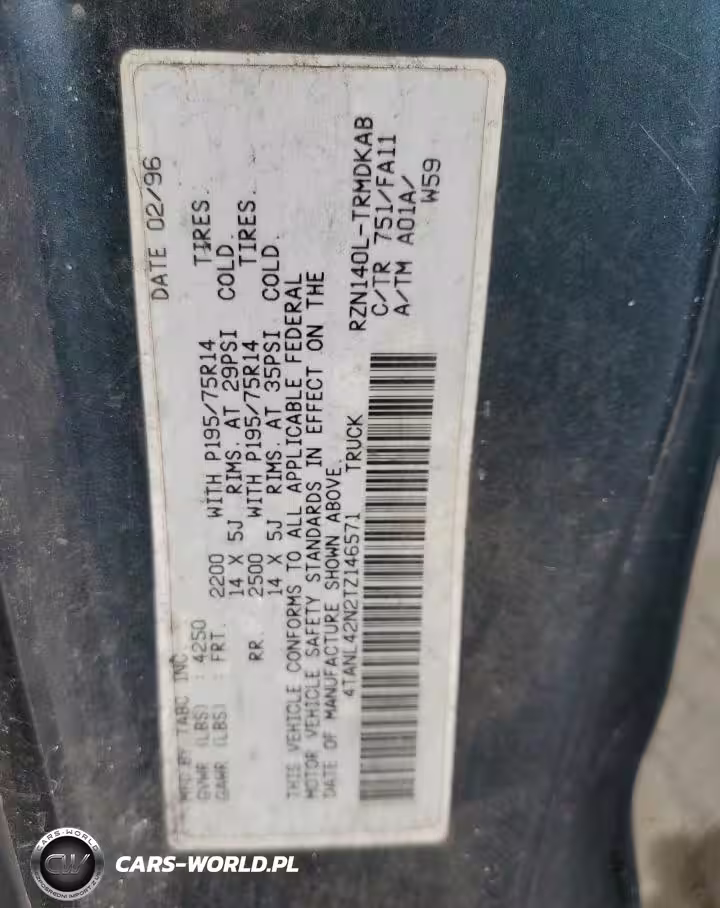 MFD BY TABC INC. DATE 02/96
GVWR (LBS) : 4250
GAWR (LBS) : FRT. 2200 WITH P195/75R14 TIRES.
14 X 5J RIMS. AT 29PSI COLD.
RR. 2500 WITH P195/75R14 TIRES
14 X 5J RIMS. AT 35PSI COLD.
THIS VEHICLE CONFORMS TO ALL APPLICABLE FEDERAL
MOTOR VEHICLE SAFETY STANDARDS IN EFFECT ON THE
DATE OF MANUFACTURE SHOWN ABOVE.
4TANL42N2TZ146571 TRUCK
RZN140L-TRMDKAB
C/TR 751/FA11
A/TM A01A/
W59
CARS-WORLD
CW
CARS-WORLD.PL